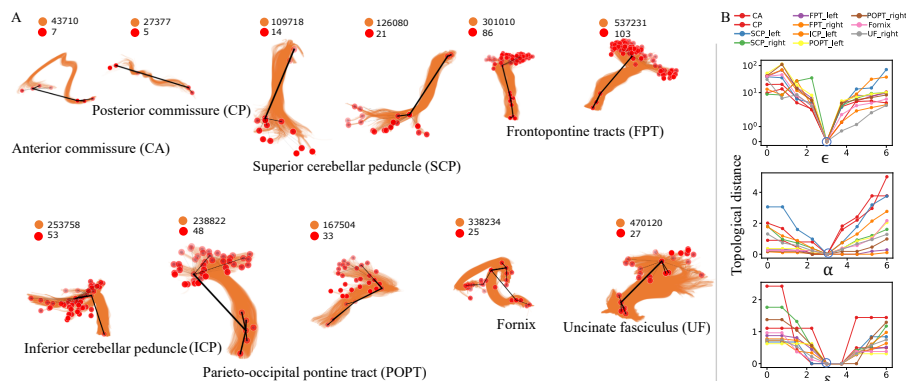 A
43710
7
27377
5
109718
14
126080
21
301010
86
537231
103
Posterior commissure (CP)
Anterior commissure (CA)
Superior cerebellar peduncle (SCP)
Frontopontine tracts (FPT)
253758
53
238822
48
167504
33
338234
25
470120
27
Inferior cerebellar peduncle (ICP)
Parieto-occipital pontine tract (POPT)
Fornix
Uncinate fasciculus (UF)
B
CA
CP
SCP_left
SCP_right
FPT_left
FPT_right
ICP_left
POPT_left
POPT_right
Fornix
UF_right
Topological distance
10²
10¹
10⁰
0
0 2 4 6
ϵ
4
2
0
0 2 4 6
α
2
1
0
0 2 4 6
s